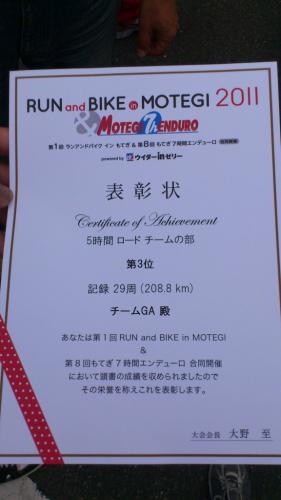 RUN and BIKE in MOTEGI 2011
& MOTEGI 7h ENDURO
第1回 ランアンドバイク イン もてぎ & 第8回 もてぎ7時間エンデューロ 合同開催
powered by in ウイダーinゼリー
表彰状
Certificate of Achievement
5時間 ロード チームの部
第3位
記録 29周 (208.8 km)
チームGA 殿
あなたは第1回 RUN and BIKE in MOTEGI
&
第8回もてぎ7時間エンデューロ 合同開催
において頭書の成績を収められましたので
その栄誉を称えこれを表彰します。
大会会長 大野 至